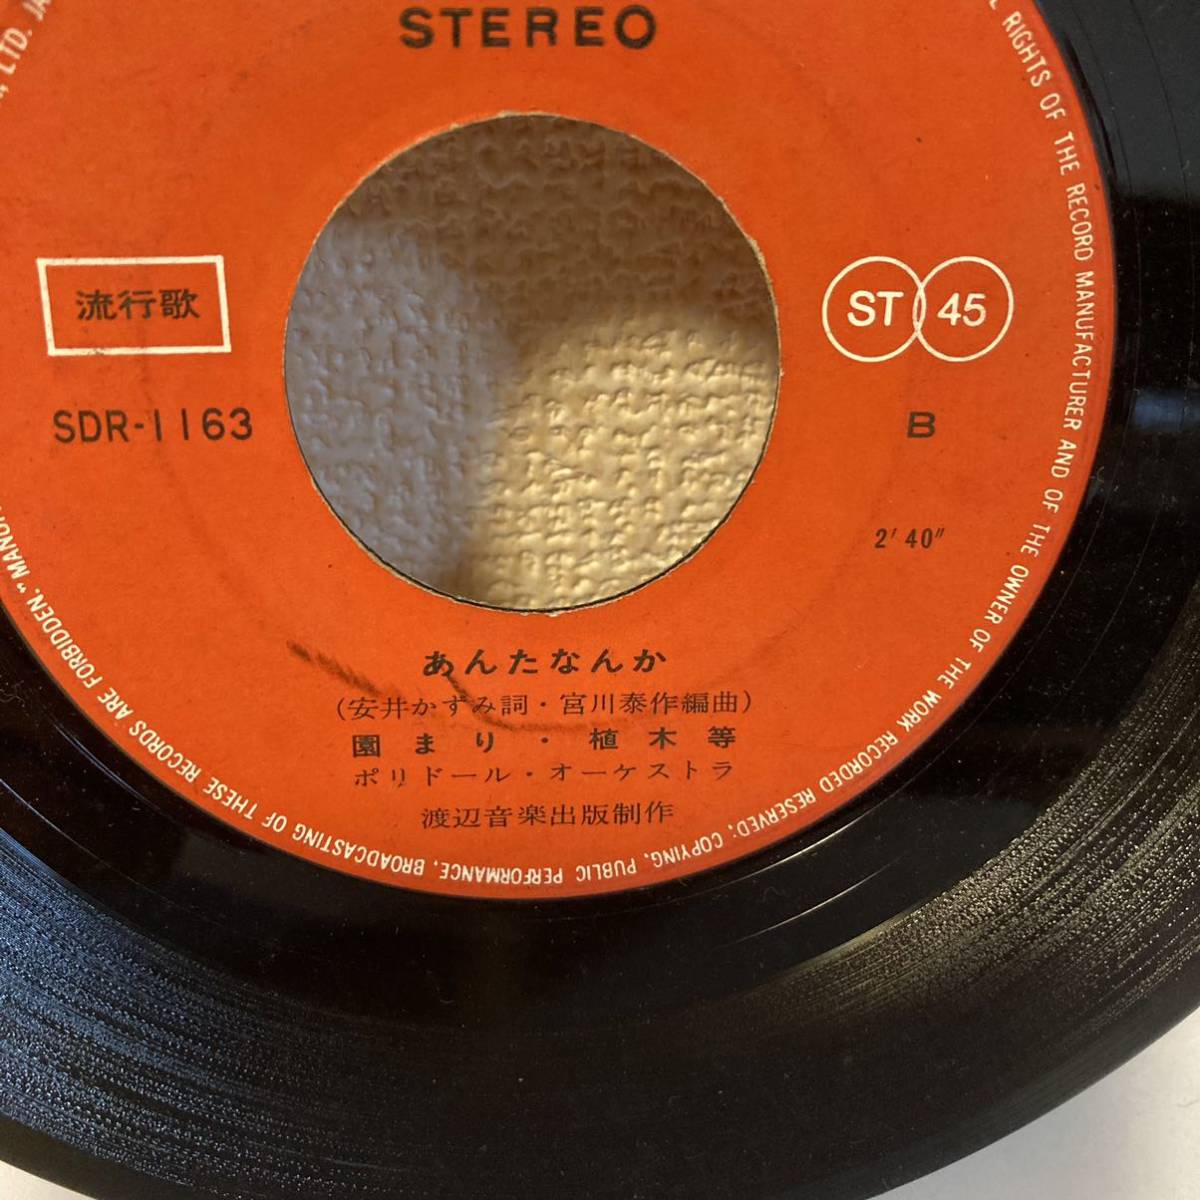 STEREO
流行歌
ST 45
SDR-1163
B
2' 40"
あんたなんか
(安井かずみ詞・宮川泰作編曲)
園まり・植木等
ポリドール・オーケストラ
渡辺音楽出版制作
RIGHTS OF THE RECORD MANUFACTURER AND OF THE OWNER OF THE WORK RECORDED RESERVED; COPYING, PUBLIC PERFORMANCE, BROADCASTING OF THESE RECORDS ARE FORBIDDEN.
LTD.